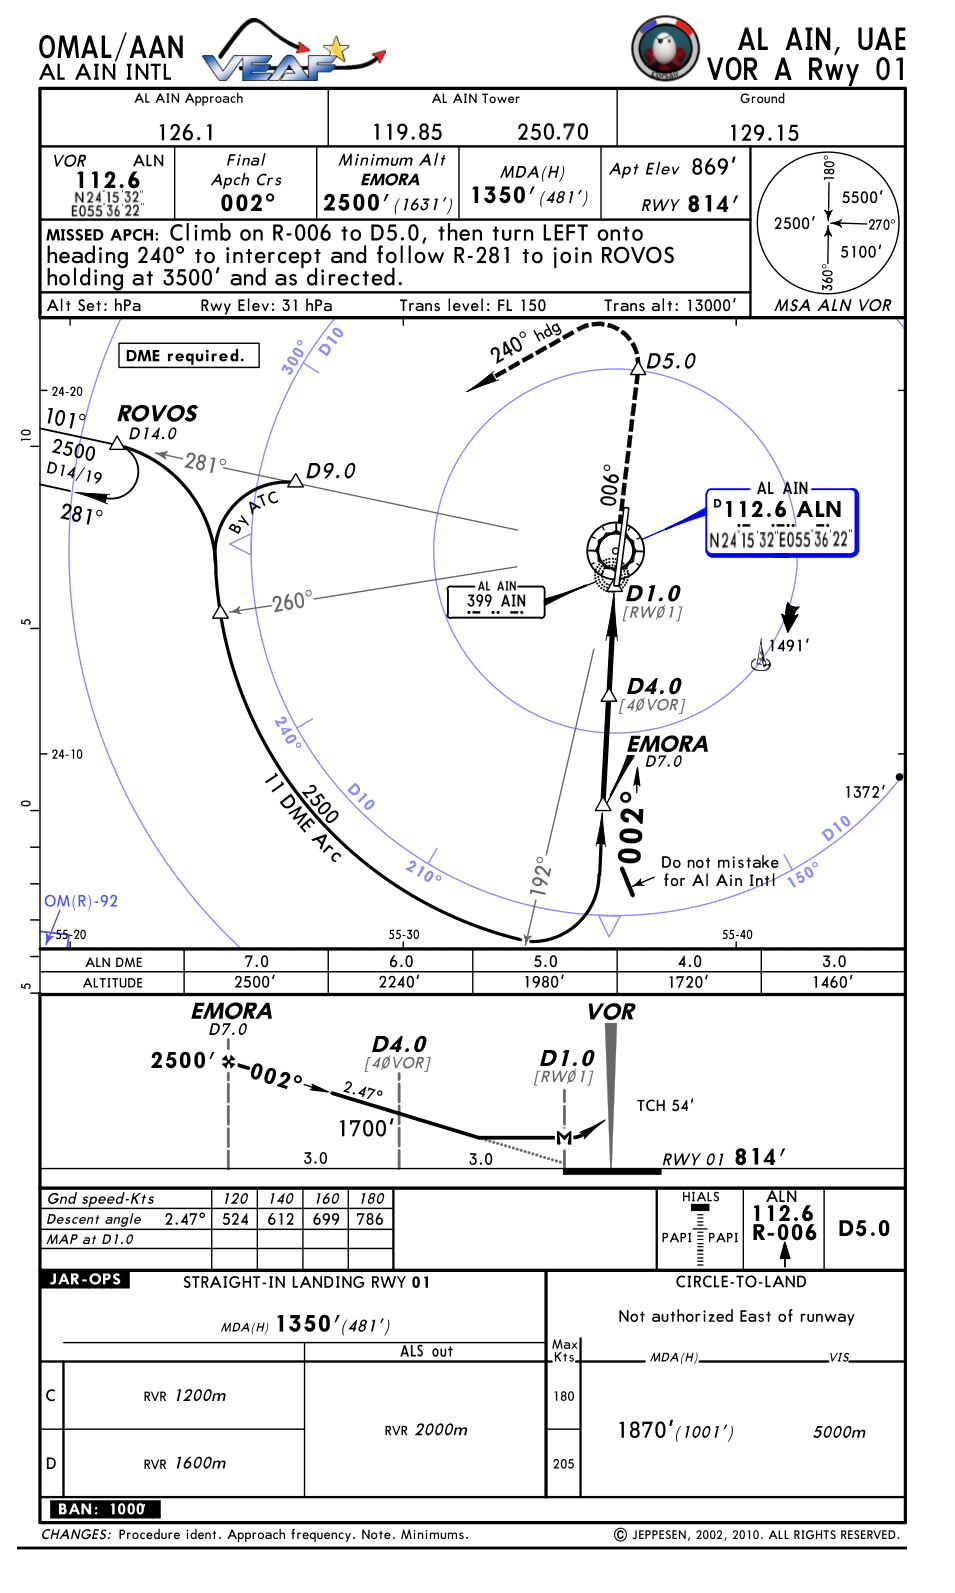 OMAL/AAN
AL AIN INTL
VEAF
AL AIN, UAE
VOR A Rwy 01
AL AIN Approach
126.1
AL AIN Tower
119.85 250.70
Ground
129.15
VOR ALN
112.6
N24°15'32"
E055°36'22"
Final
Apch Crs
002°
Minimum Alt
EMORA
2500' (1631')
MDA(H)
1350' (481')
Apt Elev 869'
RWY 814'
MISSED APCH: Climb on R-006 to D5.0, then turn LEFT onto
heading 240° to intercept and follow R-281 to join ROVOS
holding at 3500' and as directed.
Alt Set: hPa Rwy Elev: 31 hPa Trans level: FL 150 Trans alt: 13000'
180°
5500'
2500'
270°
5100'
360°
MSA ALN VOR
DME required.
300°
D10
240° hdg
D5.0
24-20
101°
ROVOS
D14.0
10
2500
D14/19
281°
281°
D9.0
By ATC
006°
AL AIN
D112.6 ALN
N24°15'32"E055°36'22"
260°
AL AIN
399 AIN
D1.0
[RWØ1]
5
1491'
D4.0
[4ØVOR]
240°
EMORA
D7.0
24-10
1372'
0
2500
11 DME Arc
D10
002°
D10
Do not mistake
for Al Ain Intl
150°
210°
192°
OM(R)-92
55-20
55-30
55-40
5
ALN DME 7.0 6.0 5.0 4.0 3.0
ALTITUDE 2500' 2240' 1980' 1720' 1460'
EMORA
D7.0
VOR
D4.0
[4ØVOR]
D1.0
[RWØ1]
2500'
002°
2.47°
1700'
M
TCH 54'
3.0
3.0
RWY 01 814'
Gnd speed-Kts 120 140 160 180
Descent angle 2.47° 524 612 699 786
MAP at D1.0
HIALS
PAPI PAPI
ALN
112.6
R-006
D5.0
JAR-OPS
STRAIGHT-IN LANDING RWY 01
CIRCLE-TO-LAND
MDA(H) 1350' (481')
Not authorized East of runway
ALS out
Max
Kts
MDA(H)
VIS
C
RVR 1200m
RVR 2000m
180
1870' (1001')
5000m
D
RVR 1600m
205
BAN: 1000'
CHANGES: Procedure ident. Approach frequency. Note. Minimums.
© JEPPESEN, 2002, 2010. ALL RIGHTS RESERVED.